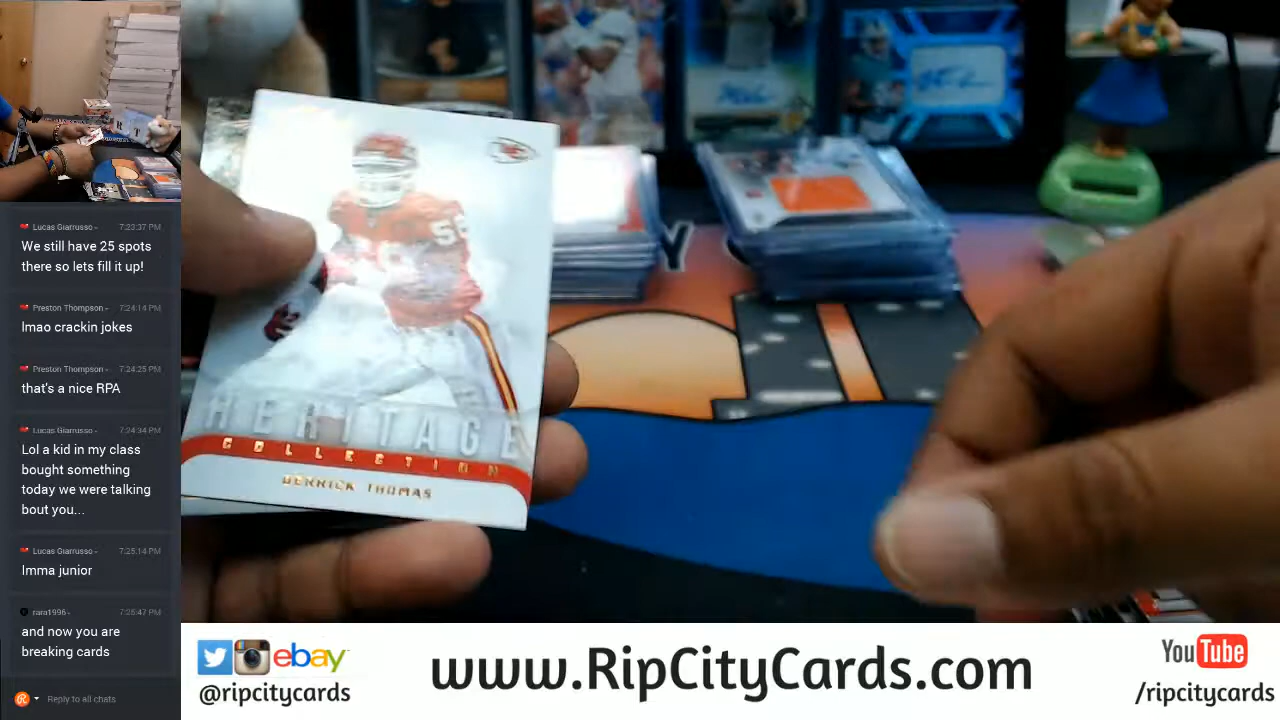 Lucas Giarrusso - 7:23:37 PM
We still have 25 spots
there so lets fill it up!
Preston Thompson - 7:24:14 PM
lmao crackin jokes
Preston Thompson - 7:24:25 PM
that's a nice RPA
Lucas Giarrusso - 7:24:34 PM
Lol a kid in my class
bought something
today we were talking
bout you...
Lucas Giarrusso - 7:25:14 PM
Imma junior
rara1996 - 7:25:47 PM
and now you are
breaking cards
Reply to all chats
HERITAGE
COLLECTION
DERRICK THOMAS
ebay
@ripcitycards
www.RipCityCards.com
YouTube
/ripcitycards